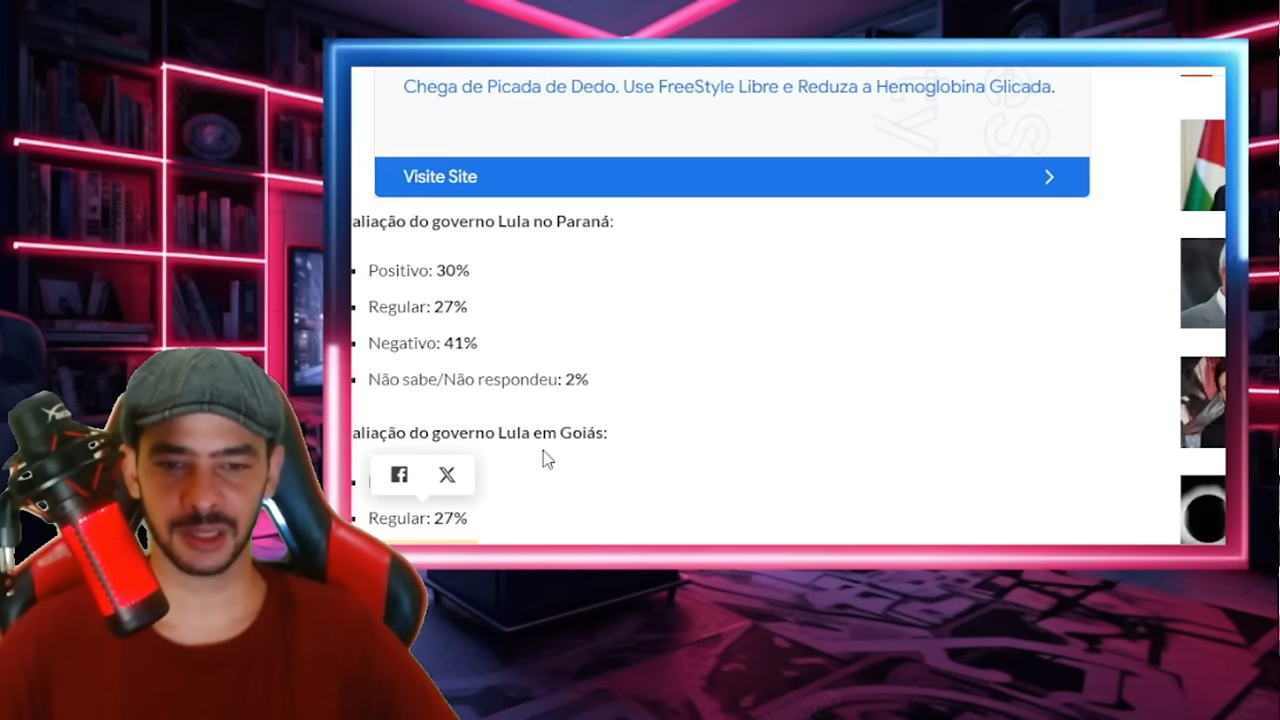 Chega de Picada de Dedo. Use FreeStyle Libre e Reduza a Hemoglobina Glicada.
Visite Site
aliação do governo Lula no Paraná:
Positivo: 30%
Regular: 27%
Negativo: 41%
Não sabe/Não respondeu: 2%
aliação do governo Lula em Goiás:
Regular: 27%